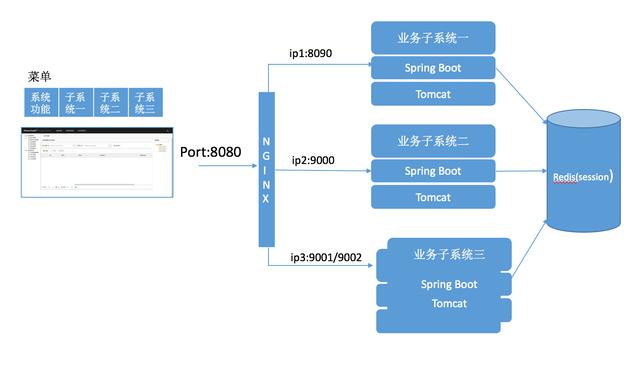 菜单
系统
功能
子系
统一
子系
统二
子系
统三
Port:8080
NGINX
ip1:8090
业务子系统一
Spring Boot
Tomcat
ip2:9000
业务子系统二
Spring Boot
Tomcat
ip3:9001/9002
业务子系统三
Spring Boot
Tomcat
Redis(session)